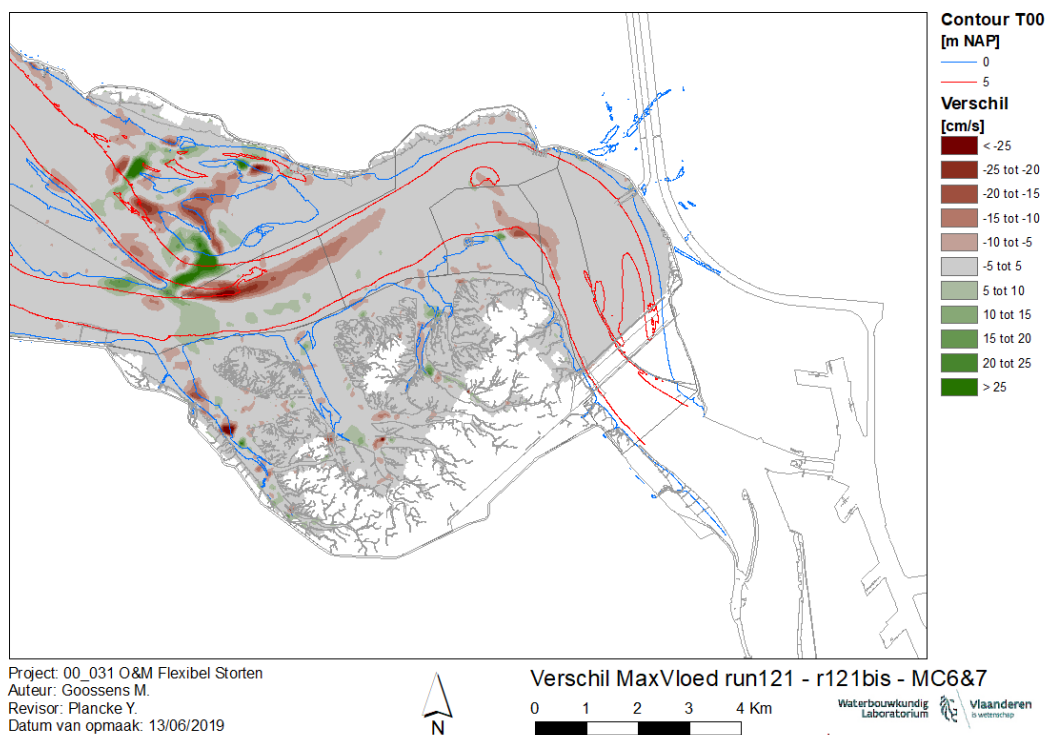 Contour T00
[m NAP]
0
5
Verschil
[cm/s]
< -25
-25 tot -20
-20 tot -15
-15 tot -10
-10 tot -5
-5 tot 5
5 tot 10
10 tot 15
15 tot 20
20 tot 25
> 25
Project: 00_031 O&M Flexibel Storten
Auteur: Goossens M.
Revisor: Plancke Y.
Datum van opmaak: 13/06/2019
N
Verschil MaxVloed run121 - r121bis - MC6&7
0 1 2 3 4 Km
Waterbouwkundig
Laboratorium
Vlaanderen
is wetenschap